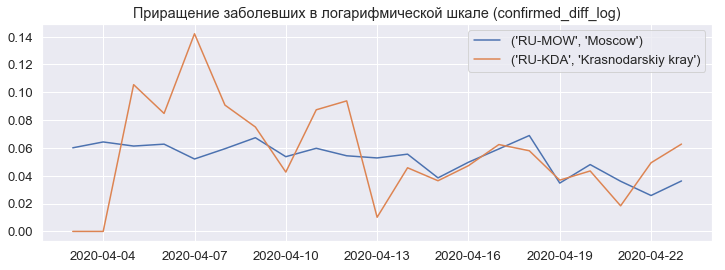 Приращение заболевших в логарифмической шкале (confirmed_diff_log)
('RU-MOW', 'Moscow')
('RU-KDA', 'Krasnodarskiy kray')
0.14
0.12
0.10
0.08
0.06
0.04
0.02
0.00
2020-04-04 2020-04-07 2020-04-10 2020-04-13 2020-04-16 2020-04-19 2020-04-22